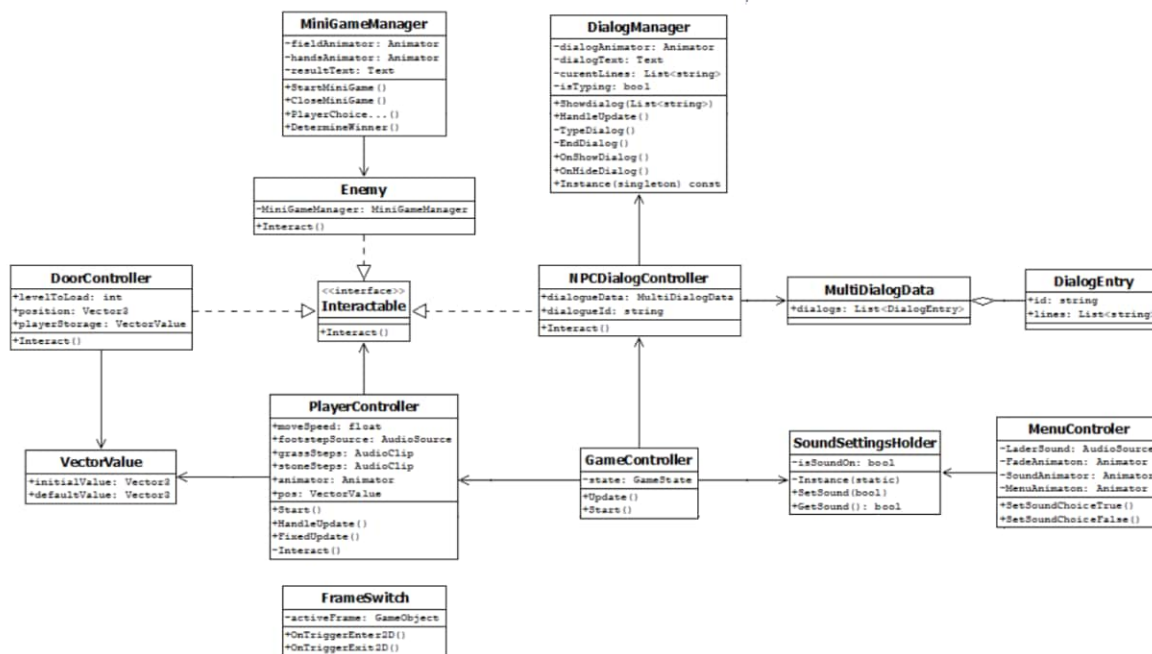 MiniGameManager
-fieldAnimator: Animator
-handsAnimator: Animator
-resultText: Text
+StartMiniGame()
+CloseMiniGame()
+PlayerChoice...()
+DetermineWinner()
DialogManager
-dialogAnimator: Animator
-dialogText: Text
-curentLines: List<string>
-isTyping: bool
+Showdialog(List<string>)
+HandleUpdate()
-TypeDialog()
-EndDialog()
+OnShowDialog()
+OnHideDialog()
+Instance(singleton) const
Enemy
-MiniGameManager: MiniGameManager
+Interact()
DoorController
+levelToLoad: int
+position: Vector3
+playerStorage: VectorValue
+Interact()
<<interface>>
Interactable
+Interact()
NPCDialogController
+dialogueData: MultiDialogData
+dialogueId: string
+Interact()
MultiDialogData
+dialogs: List<DialogEntry>
DialogEntry
+id: string
+lines: List<string>
VectorValue
+initialValue: Vector3
+defaultValue: Vector3
PlayerController
+moveSpeed: float
+footstepSource: AudioSource
+grassSteps: AudioClip
+stoneSteps: AudioClip
+animator: Animator
+pos: VectorValue
+Start()
+HandleUpdate()
+FixedUpdate()
-Interact()
GameController
-state: GameState
+Update()
+Start()
SoundSettingsHolder
-isSoundOn: bool
-Instance(static)
+SetSound(bool)
+GetSound(): bool
MenuControler
-LaderSound: AudioSource
-FadeAnimaton: Animator
-SoundAnimator: Animator
-MenuAnimaton: Animator
+SetSoundChoiceTrue()
+SetSoundChoiceFalse()
FrameSwitch
-activeFrame: GameObject
+OnTriggerEnter2D()
+OnTriggerExit2D()